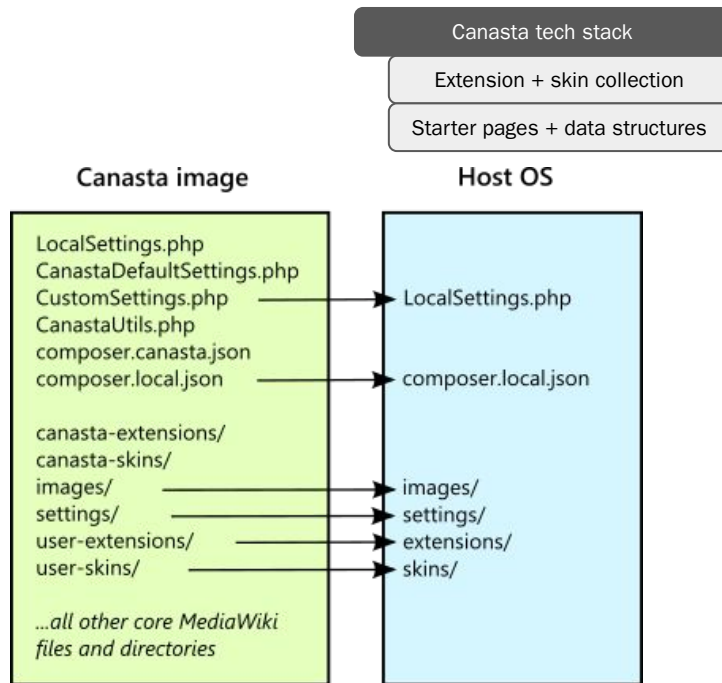 Canasta tech stack
Extension + skin collection
Starter pages + data structures
Canasta image
Host OS
LocalSettings.php
CanastaDefaultSettings.php
CustomSettings.php
CanastaUtils.php
composer.canasta.json
composer.local.json
canasta-extensions/
canasta-skins/
images/
settings/
user-extensions/
user-skins/
...all other core MediaWiki
files and directories
LocalSettings.php
composer.local.json
images/
settings/
extensions/
skins/